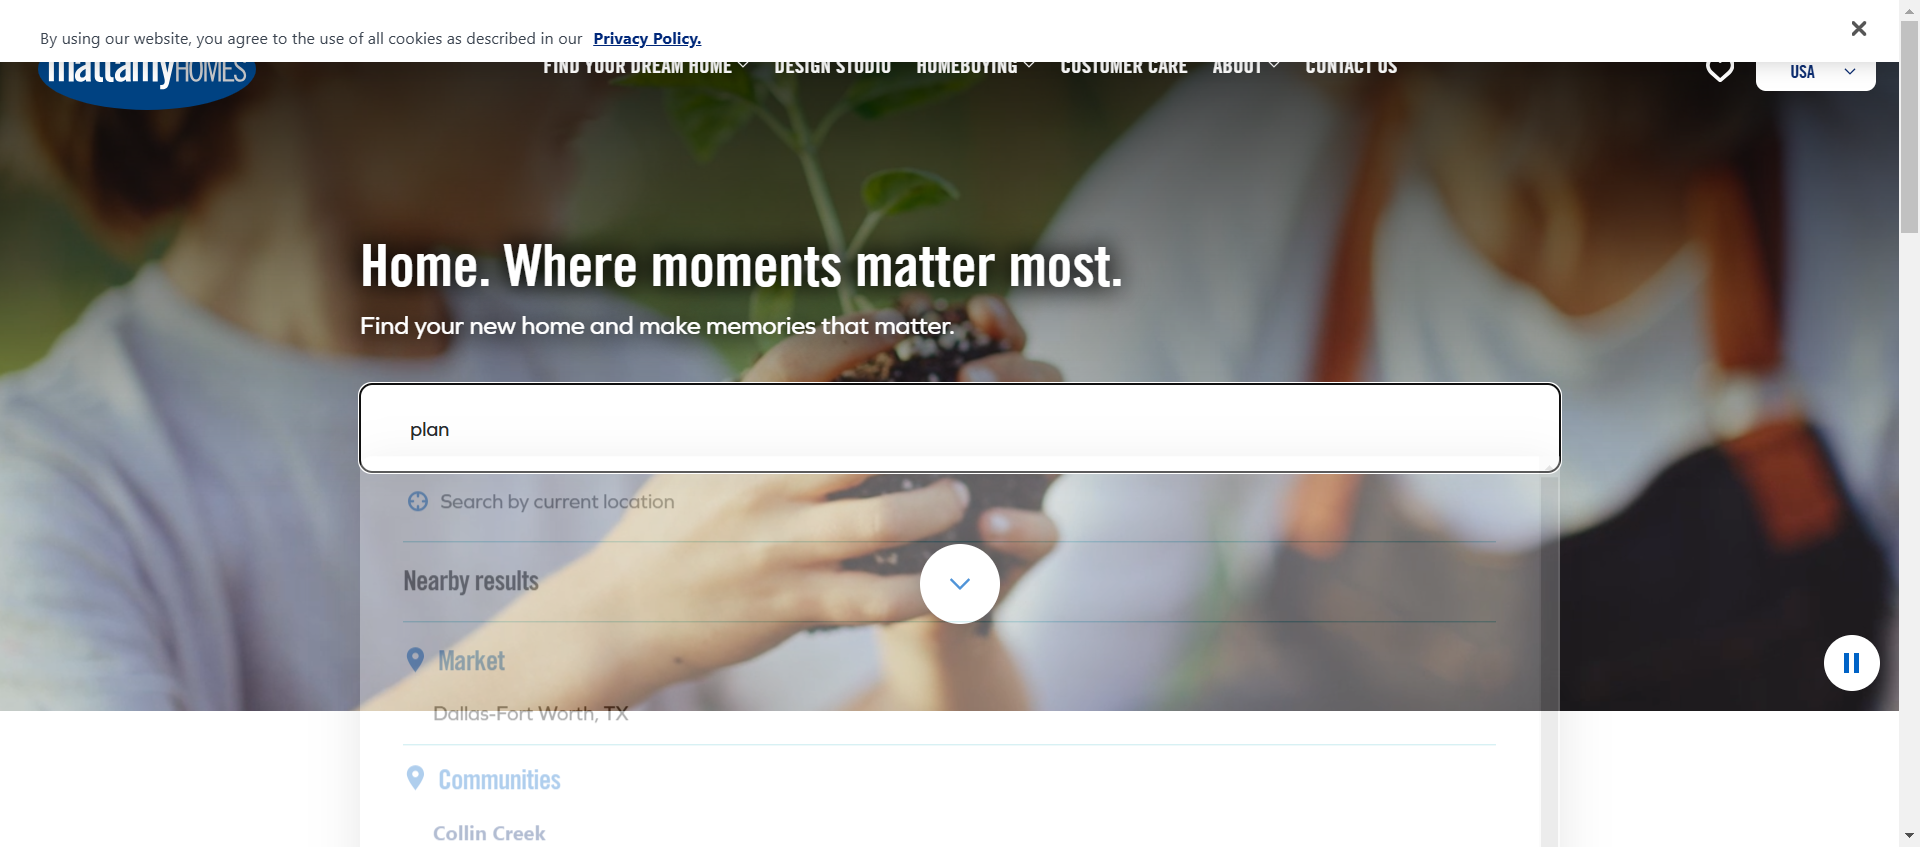 By using our website, you agree to the use of all cookies as described in our Privacy Policy.
mattamyHOMES
FIND YOUR DREAM HOME
DESIGN STUDIO
HOMEBUYING
CUSTOMER CARE
ABOUT
CONTACT US
USA
Home. Where moments matter most.
Find your new home and make memories that matter.
plan
Search by current location
Nearby results
Market
Dallas-Fort Worth, TX
Communities
Collin Creek